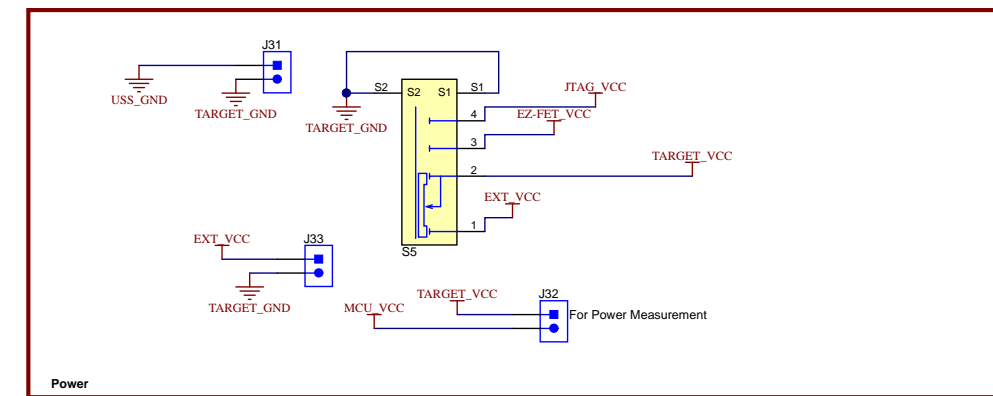 J31
USS_GND
TARGET_GND
TARGET_GND
S2
S2
S1
S1
JTAG_VCC
4
EZ-FET_VCC
3
TARGET_VCC
2
EXT_VCC
1
S5
EXT_VCC
J33
TARGET_GND
TARGET_VCC
MCU_VCC
J32
For Power Measurement
Power